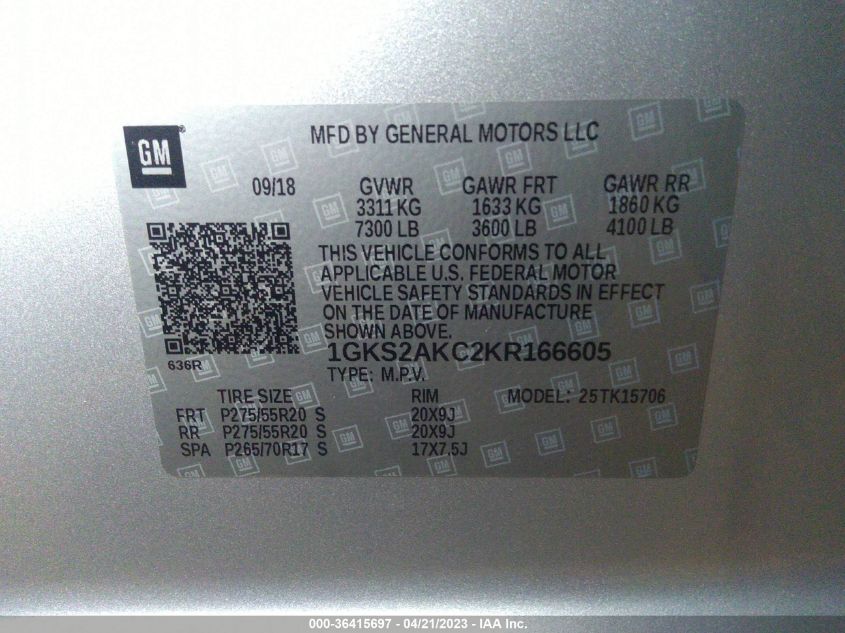 GM
MFD BY GENERAL MOTORS LLC
09/18 GVWR GAWR FRT GAWR RR
3311 KG 1633 KG 1860 KG
7300 LB 3600 LB 4100 LB
THIS VEHICLE CONFORMS TO ALL
APPLICABLE U.S. FEDERAL MOTOR
VEHICLE SAFETY STANDARDS IN EFFECT
ON THE DATE OF MANUFACTURE
SHOWN ABOVE.
1GKS2AKC2KR166605
636R
TYPE: M.P.V.
TIRE SIZE RIM MODEL: 25TK15706
FRT P275/55R20 S 20X9J
RR P275/55R20 S 20X9J
SPA P265/70R17 S 17X7.5J
000-36415697 - 04/21/2023 - IAA Inc.